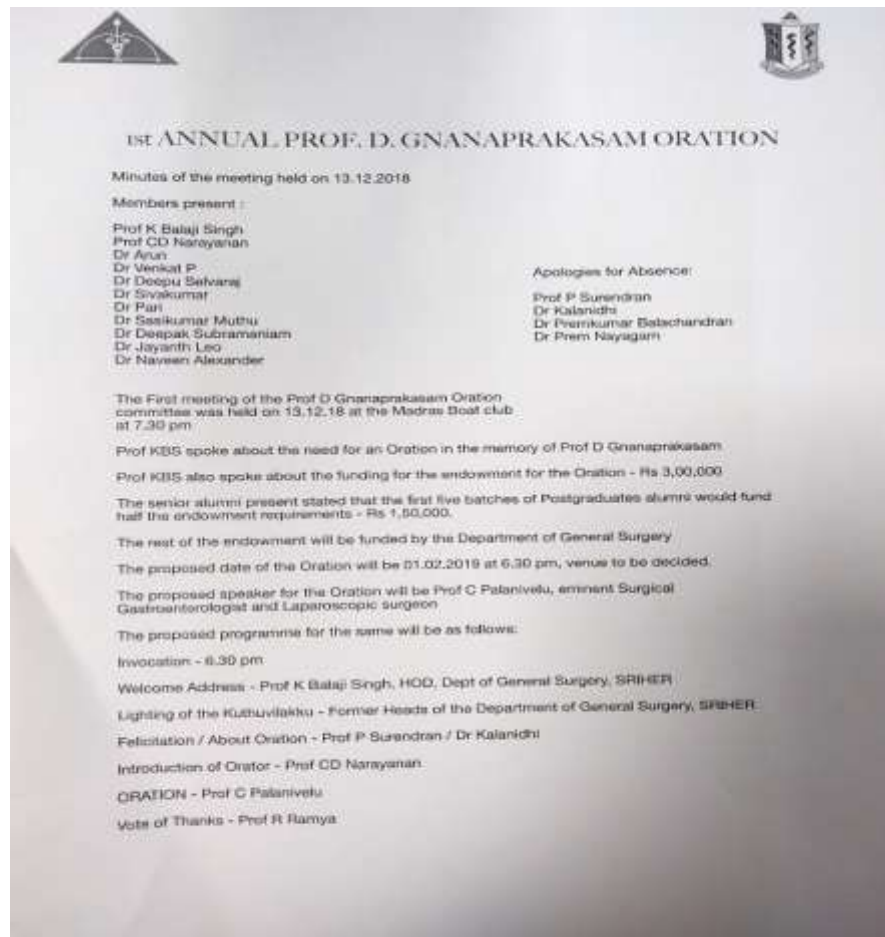 1st ANNUAL PROF. D. GNANAPRAKASAM ORATION
Minutes of the meeting held on 13.12.2018
Members present :
Prof K Balaji Singh
Prof CD Narayanan
Dr Arun
Dr Venkat P
Dr Deepu Selvaraj
Dr Sivakumar
Dr Pari
Dr Sasikumar Muthu
Dr Deepak Subramaniam
Dr Jayanth Leo
Dr Naveen Alexander
Apologies for Absence:
Prof P Surendran
Dr Kalanidhi
Dr Premkumar Balachandran
Dr Prem Nayagam
The First meeting of the Prof D Gnanaprakasam Oration
committee was held on 13.12.18 at the Madras Boat club
at 7.30 pm
Prof KBS spoke about the need for an Oration in the memory of Prof D Gnanaprakasam
Prof KBS also spoke about the funding for the endowment for the Oration - Rs 3,00,000
The senior alumni present stated that the first five batches of Postgraduates alumni would fund
half the endowment requirements - Rs 1,50,000.
The rest of the endowment will be funded by the Department of General Surgery
The proposed date of the Oration will be 01.02.2019 at 6.30 pm, venue to be decided.
The proposed speaker for the Oration will be Prof C Palanivelu, eminent Surgical
Gastroenterologist and Laparoscopic surgeon
The proposed programme for the same will be as follows:
Invocation - 6.30 pm
Welcome Address - Prof K Balaji Singh, HOD, Dept of General Surgery, SRIHER
Lighting of the Kuthuvilakku - Former Heads of the Department of General Surgery, SRIHER
Felicitation / About Oration - Prof P Surendran / Dr Kalanidhi
Introduction of Orator - Prof CD Narayanan
ORATION - Prof C Palanivelu
Vote of Thanks - Prof R Ramya